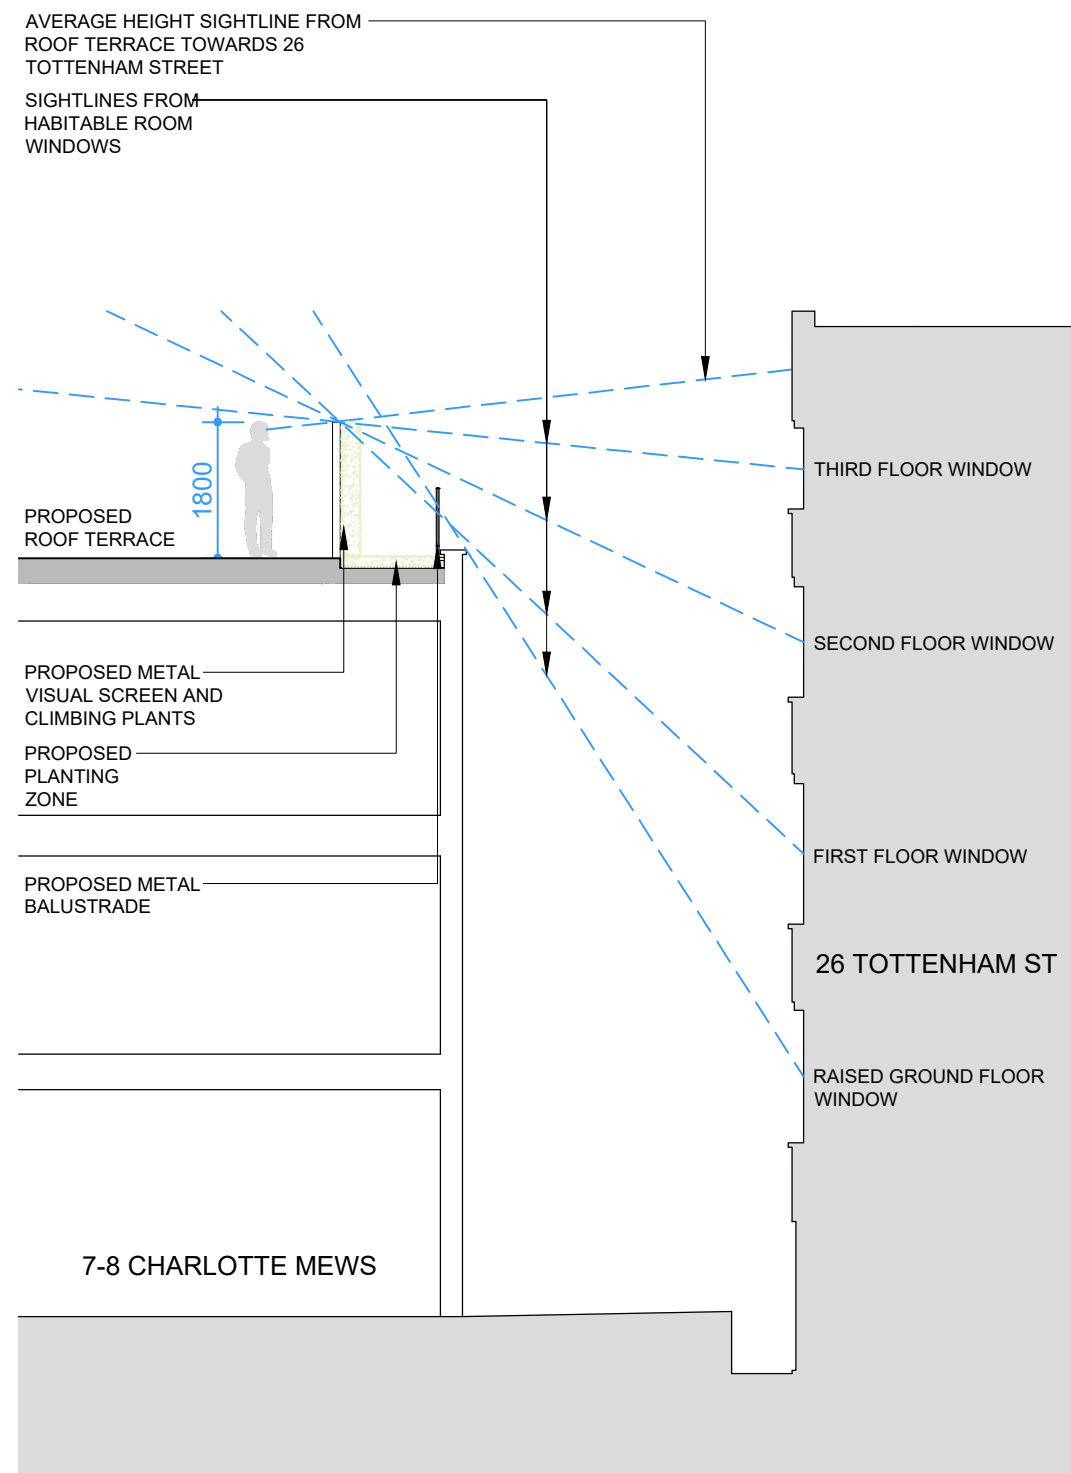 AVERAGE HEIGHT SIGHTLINE FROM
ROOF TERRACE TOWARDS 26
TOTTENHAM STREET
SIGHTLINES FROM
HABITABLE ROOM
WINDOWS
1800
PROPOSED
ROOF TERRACE
THIRD FLOOR WINDOW
SECOND FLOOR WINDOW
PROPOSED METAL
VISUAL SCREEN AND
CLIMBING PLANTS
PROPOSED
PLANTING
ZONE
FIRST FLOOR WINDOW
PROPOSED METAL
BALUSTRADE
26 TOTTENHAM ST
RAISED GROUND FLOOR
WINDOW
7-8 CHARLOTTE MEWS